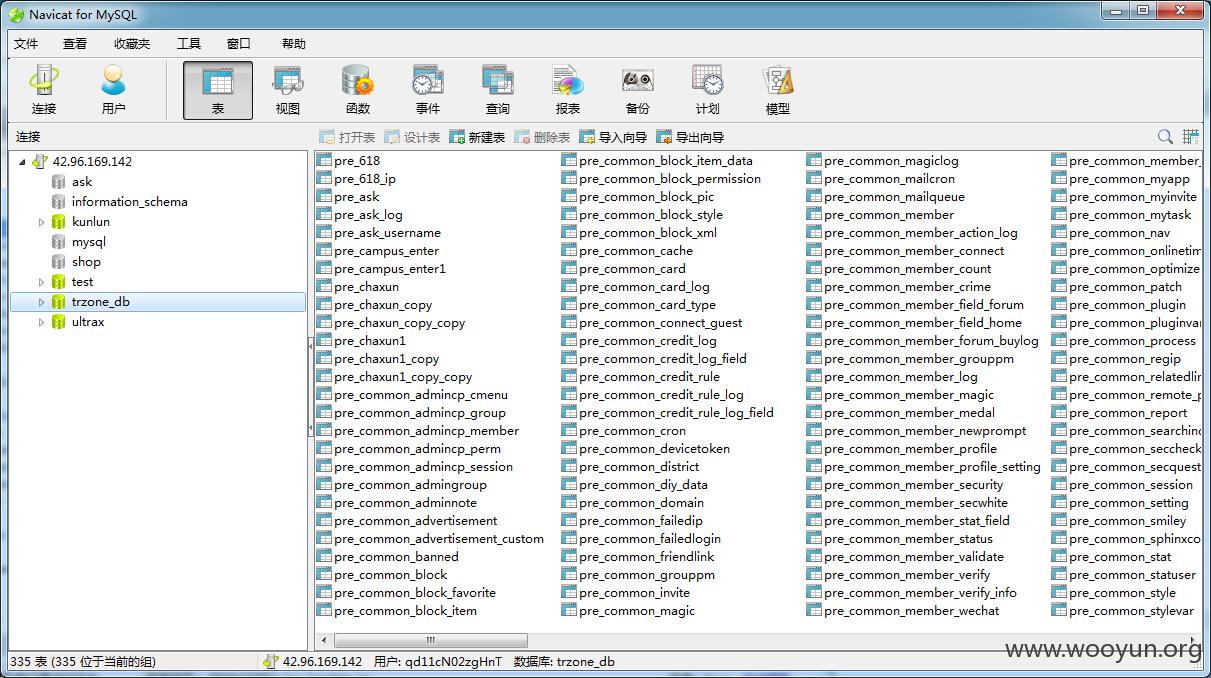 Navicat for MySQL
文件 查看 收藏夹 工具 窗口 帮助
连接 用户 表 视图 函数 事件 查询 报表 备份 计划 模型
连接 打开表 设计表 新建表 删除表 导入向导 导出向导
42.96.169.142
ask
information_schema
kunlun
mysql
shop
test
trzone_db
ultrax
pre_618
pre_618_ip
pre_ask
pre_ask_log
pre_ask_username
pre_campus_enter
pre_campus_enter1
pre_chaxun
pre_chaxun_copy
pre_chaxun_copy_copy
pre_chaxun1
pre_chaxun1_copy
pre_chaxun1_copy_copy
pre_common_admincp_cmenu
pre_common_admincp_group
pre_common_admincp_member
pre_common_admincp_perm
pre_common_admincp_session
pre_common_admingroup
pre_common_adminnote
pre_common_advertisement
pre_common_advertisement_custom
pre_common_banned
pre_common_block
pre_common_block_favorite
pre_common_block_item
pre_common_block_item_data
pre_common_block_permission
pre_common_block_pic
pre_common_block_style
pre_common_block_xml
pre_common_cache
pre_common_card
pre_common_card_log
pre_common_card_type
pre_common_connect_guest
pre_common_credit_log
pre_common_credit_log_field
pre_common_credit_rule
pre_common_credit_rule_log
pre_common_credit_rule_log_field
pre_common_cron
pre_common_devicetoken
pre_common_district
pre_common_diy_data
pre_common_domain
pre_common_failedip
pre_common_failedlogin
pre_common_friendlink
pre_common_grouppm
pre_common_invite
pre_common_magic
pre_common_magiclog
pre_common_mailcron
pre_common_mailqueue
pre_common_member
pre_common_member_action_log
pre_common_member_connect
pre_common_member_count
pre_common_member_crime
pre_common_member_field_forum
pre_common_member_field_home
pre_common_member_forum_buylog
pre_common_member_grouppm
pre_common_member_log
pre_common_member_magic
pre_common_member_medal
pre_common_member_newprompt
pre_common_member_profile
pre_common_member_profile_setting
pre_common_member_security
pre_common_member_secwhite
pre_common_member_stat_field
pre_common_member_status
pre_common_member_validate
pre_common_member_verify
pre_common_member_verify_info
pre_common_member_wechat
pre_common_member_
pre_common_myapp
pre_common_myinvite
pre_common_mytask
pre_common_nav
pre_common_onlinetim
pre_common_optimize
pre_common_patch
pre_common_plugin
pre_common_pluginvar
pre_common_process
pre_common_regip
pre_common_relatedlin
pre_common_remote_p
pre_common_report
pre_common_searchind
pre_common_seccheck
pre_common_secquest
pre_common_session
pre_common_setting
pre_common_smiley
pre_common_sphinxco
pre_common_stat
pre_common_statuser
pre_common_style
pre_common_stylevar
335 表 (335 位于当前的组) 42.96.169.142 用户: qd11cN02zgHnT 数据库: trzone_db
www.wooyun.org